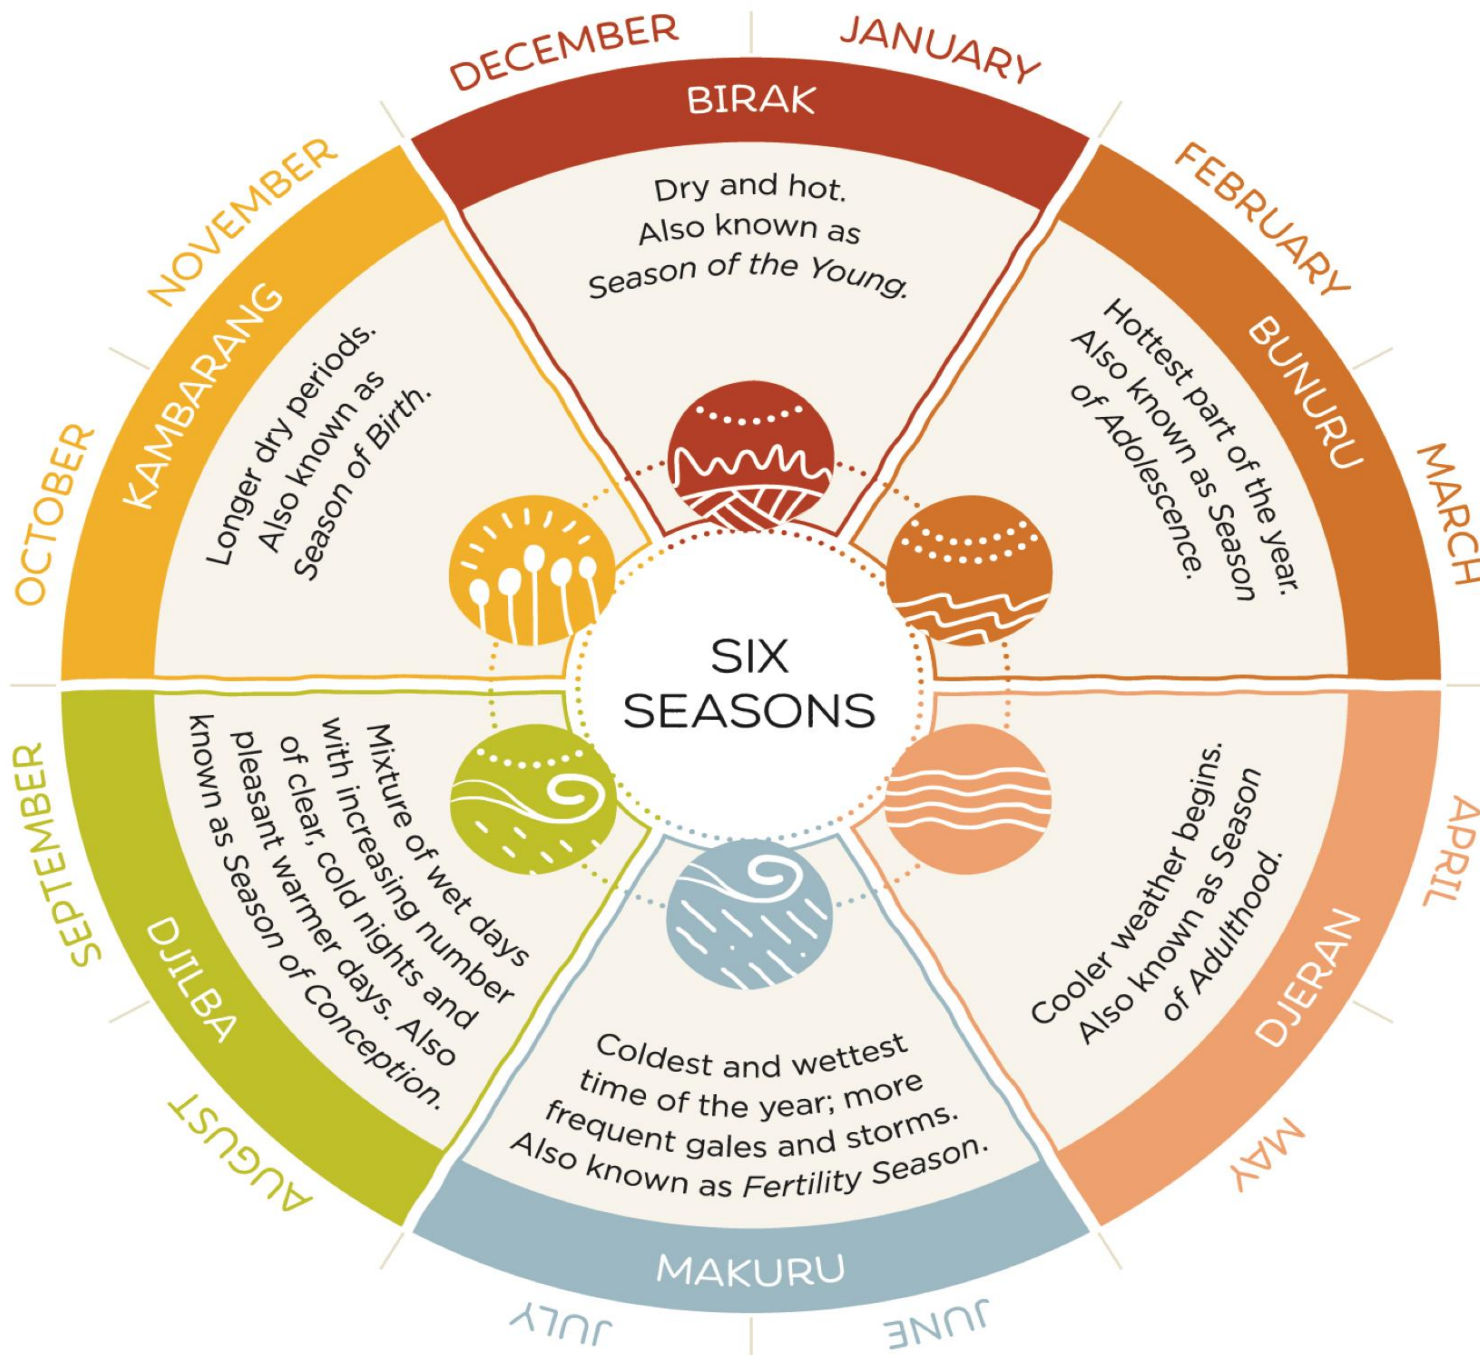 DECEMBER
JANUARY
BIRAK
Dry and hot.
Also known as
Season of the Young.
FEBRUARY
MARCH
BUNURU
Hottest part of the year.
Also known as Season
of Adolescence.
APRIL
MAY
DJERAN
Cooler weather begins.
Also known as Season
of Adulthood.
JUNE
JULY
MAKURU
Coldest and wettest
time of the year; more
frequent gales and storms.
Also known as Fertility Season.
AUGUST
SEPTEMBER
DJILBA
Mixture of wet days
with increasing number
of clear, cold nights and
pleasant warmer days. Also
known as Season of Conception.
OCTOBER
NOVEMBER
KAMBARANG
Longer dry periods.
Also known as
Season of Birth.
SIX
SEASONS